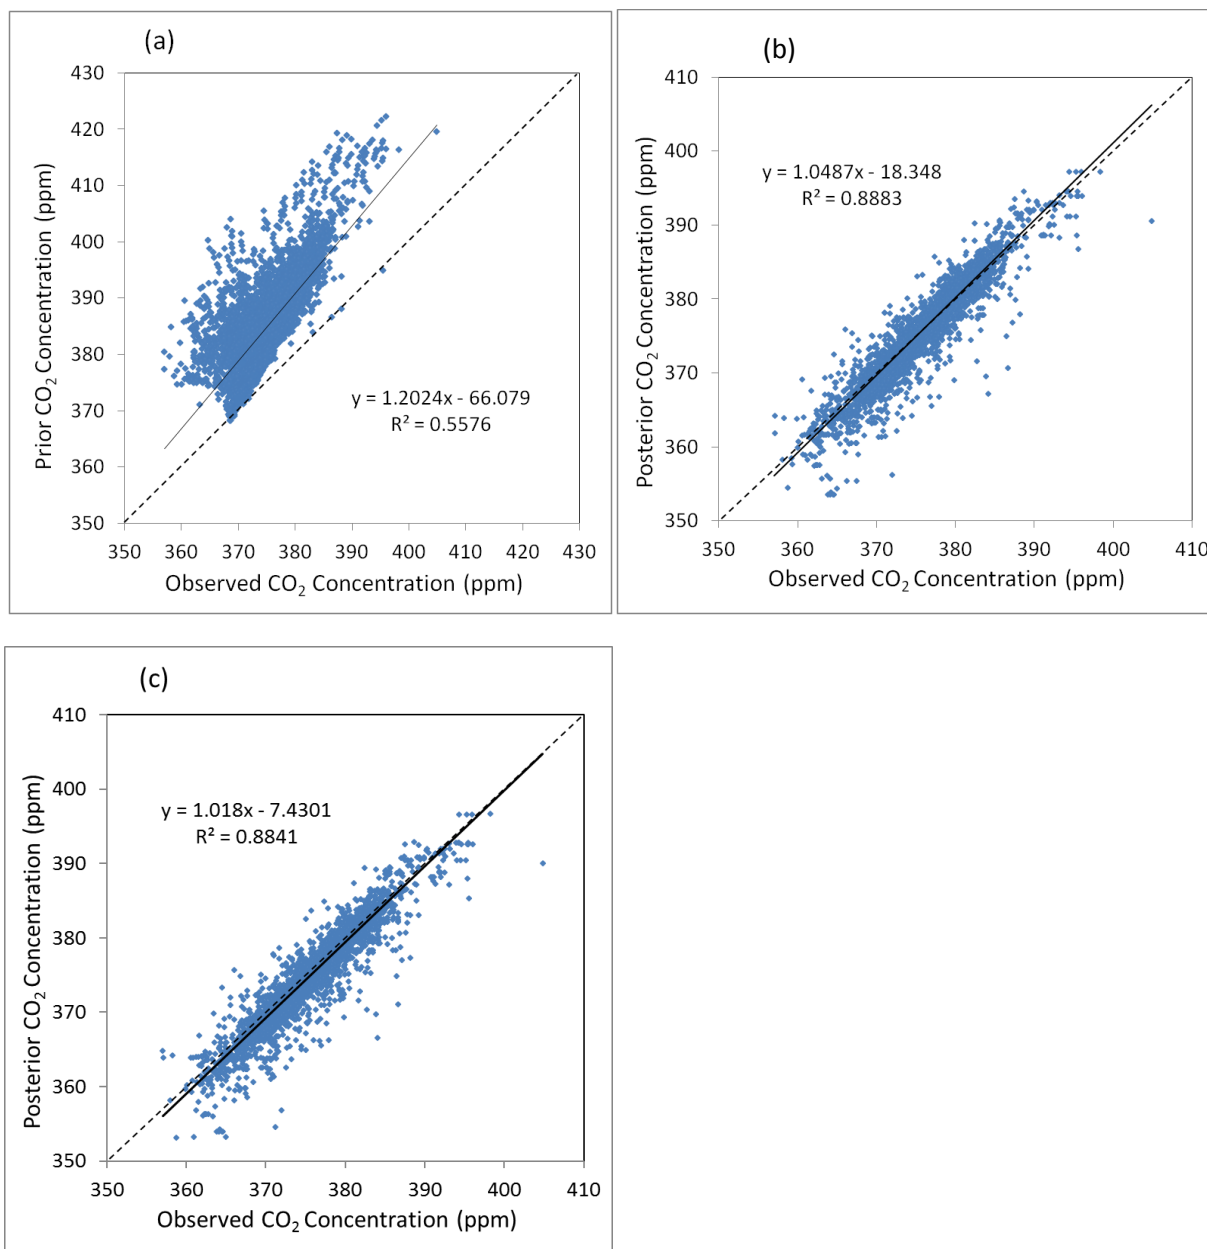 (a)
430
420
410
400
390
380
370
360
350
Prior CO₂ Concentration (ppm)
y = 1.2024x - 66.079
R² = 0.5576
350 360 370 380 390 400 410 420 430
Observed CO₂ Concentration (ppm)
(b)
410
400
390
380
370
360
350
Posterior CO₂ Concentration (ppm)
y = 1.0487x - 18.348
R² = 0.8883
350 360 370 380 390 400 410
Observed CO₂ Concentration (ppm)
(c)
410
400
390
380
370
360
350
Posterior CO₂ Concentration (ppm)
y = 1.018x - 7.4301
R² = 0.8841
350 360 370 380 390 400 410
Observed CO₂ Concentration (ppm)